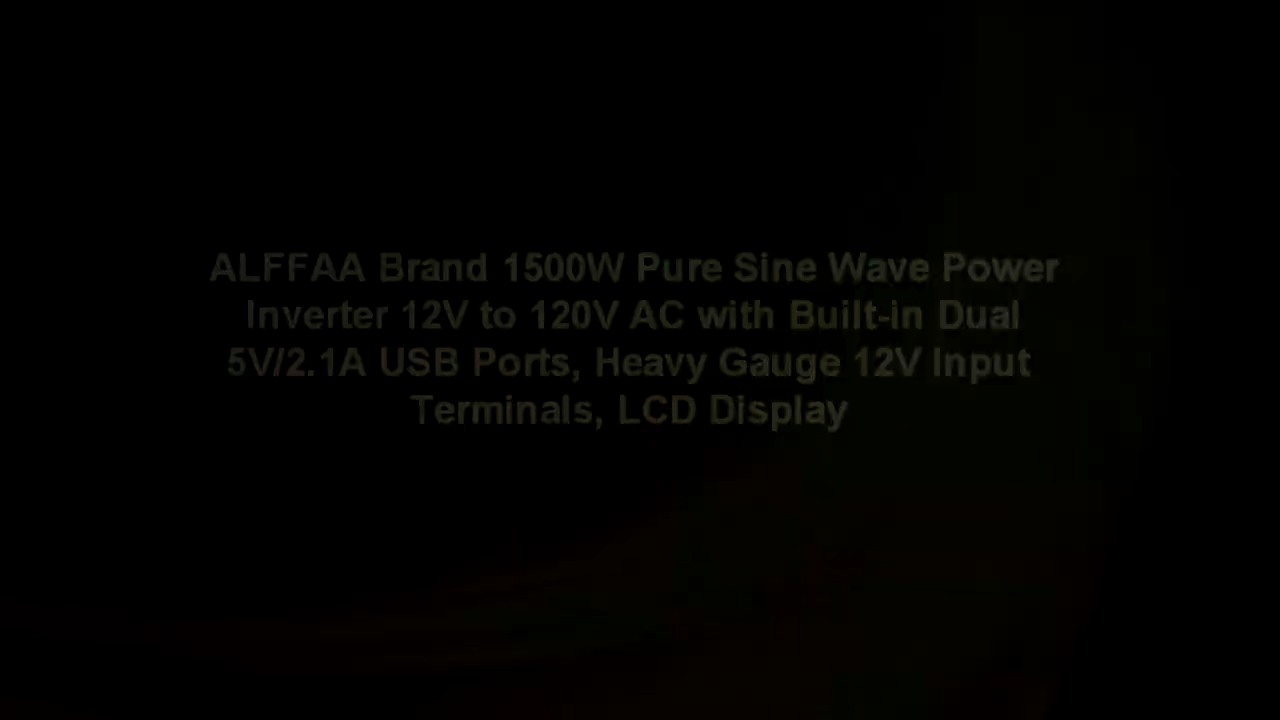 ALFFAA Brand 1500W Pure Sine Wave Power
Inverter 12V to 120V AC with Built-in Dual
5V/2.1A USB Ports, Heavy Gauge 12V Input
Terminals, LCD Display